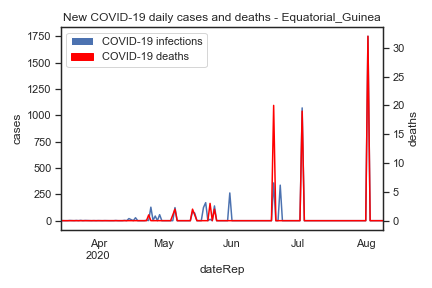 New COVID-19 daily cases and deaths - Equatorial_Guinea
COVID-19 infections
COVID-19 deaths
1750
1500
1250
1000
750
500
250
0
cases
30
25
20
15
10
5
0
deaths
Apr
2020
May
Jun
Jul
Aug
dateRep